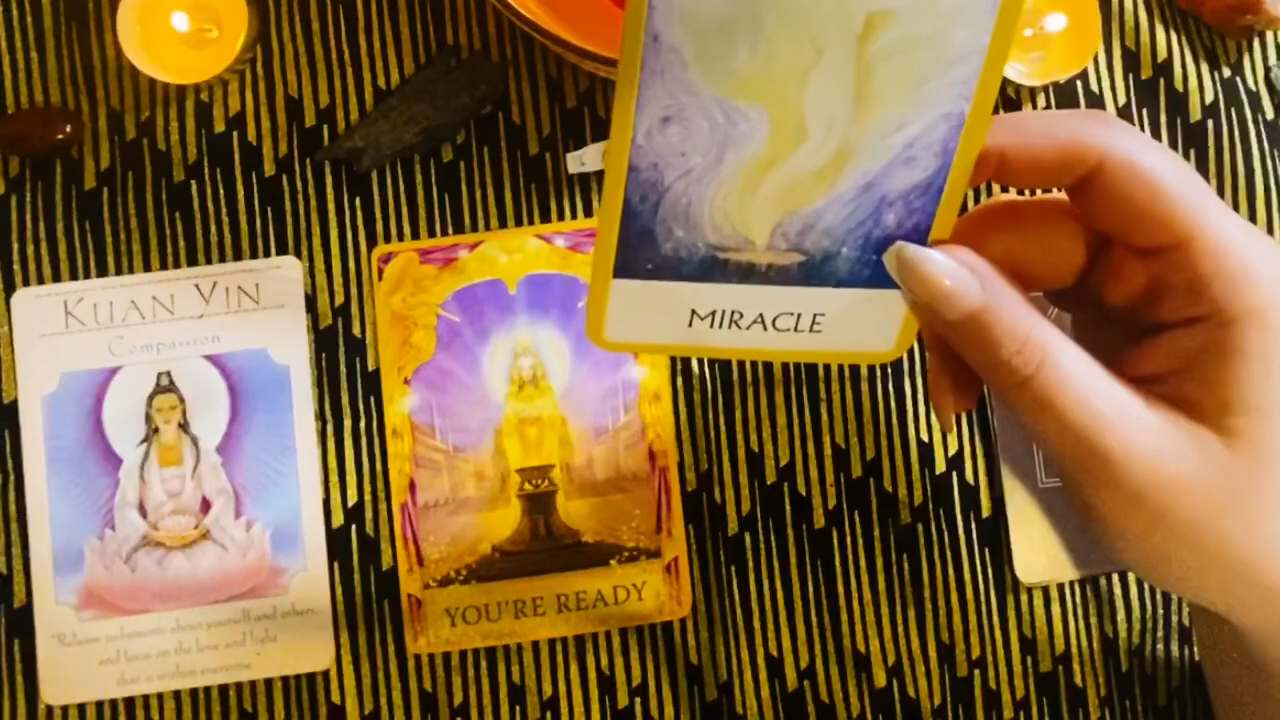 KUAN YIN
Compassion
"Release judgments about yourself and others,
and focus on the love and light
that is within everyone."
YOU'RE READY
MIRACLE